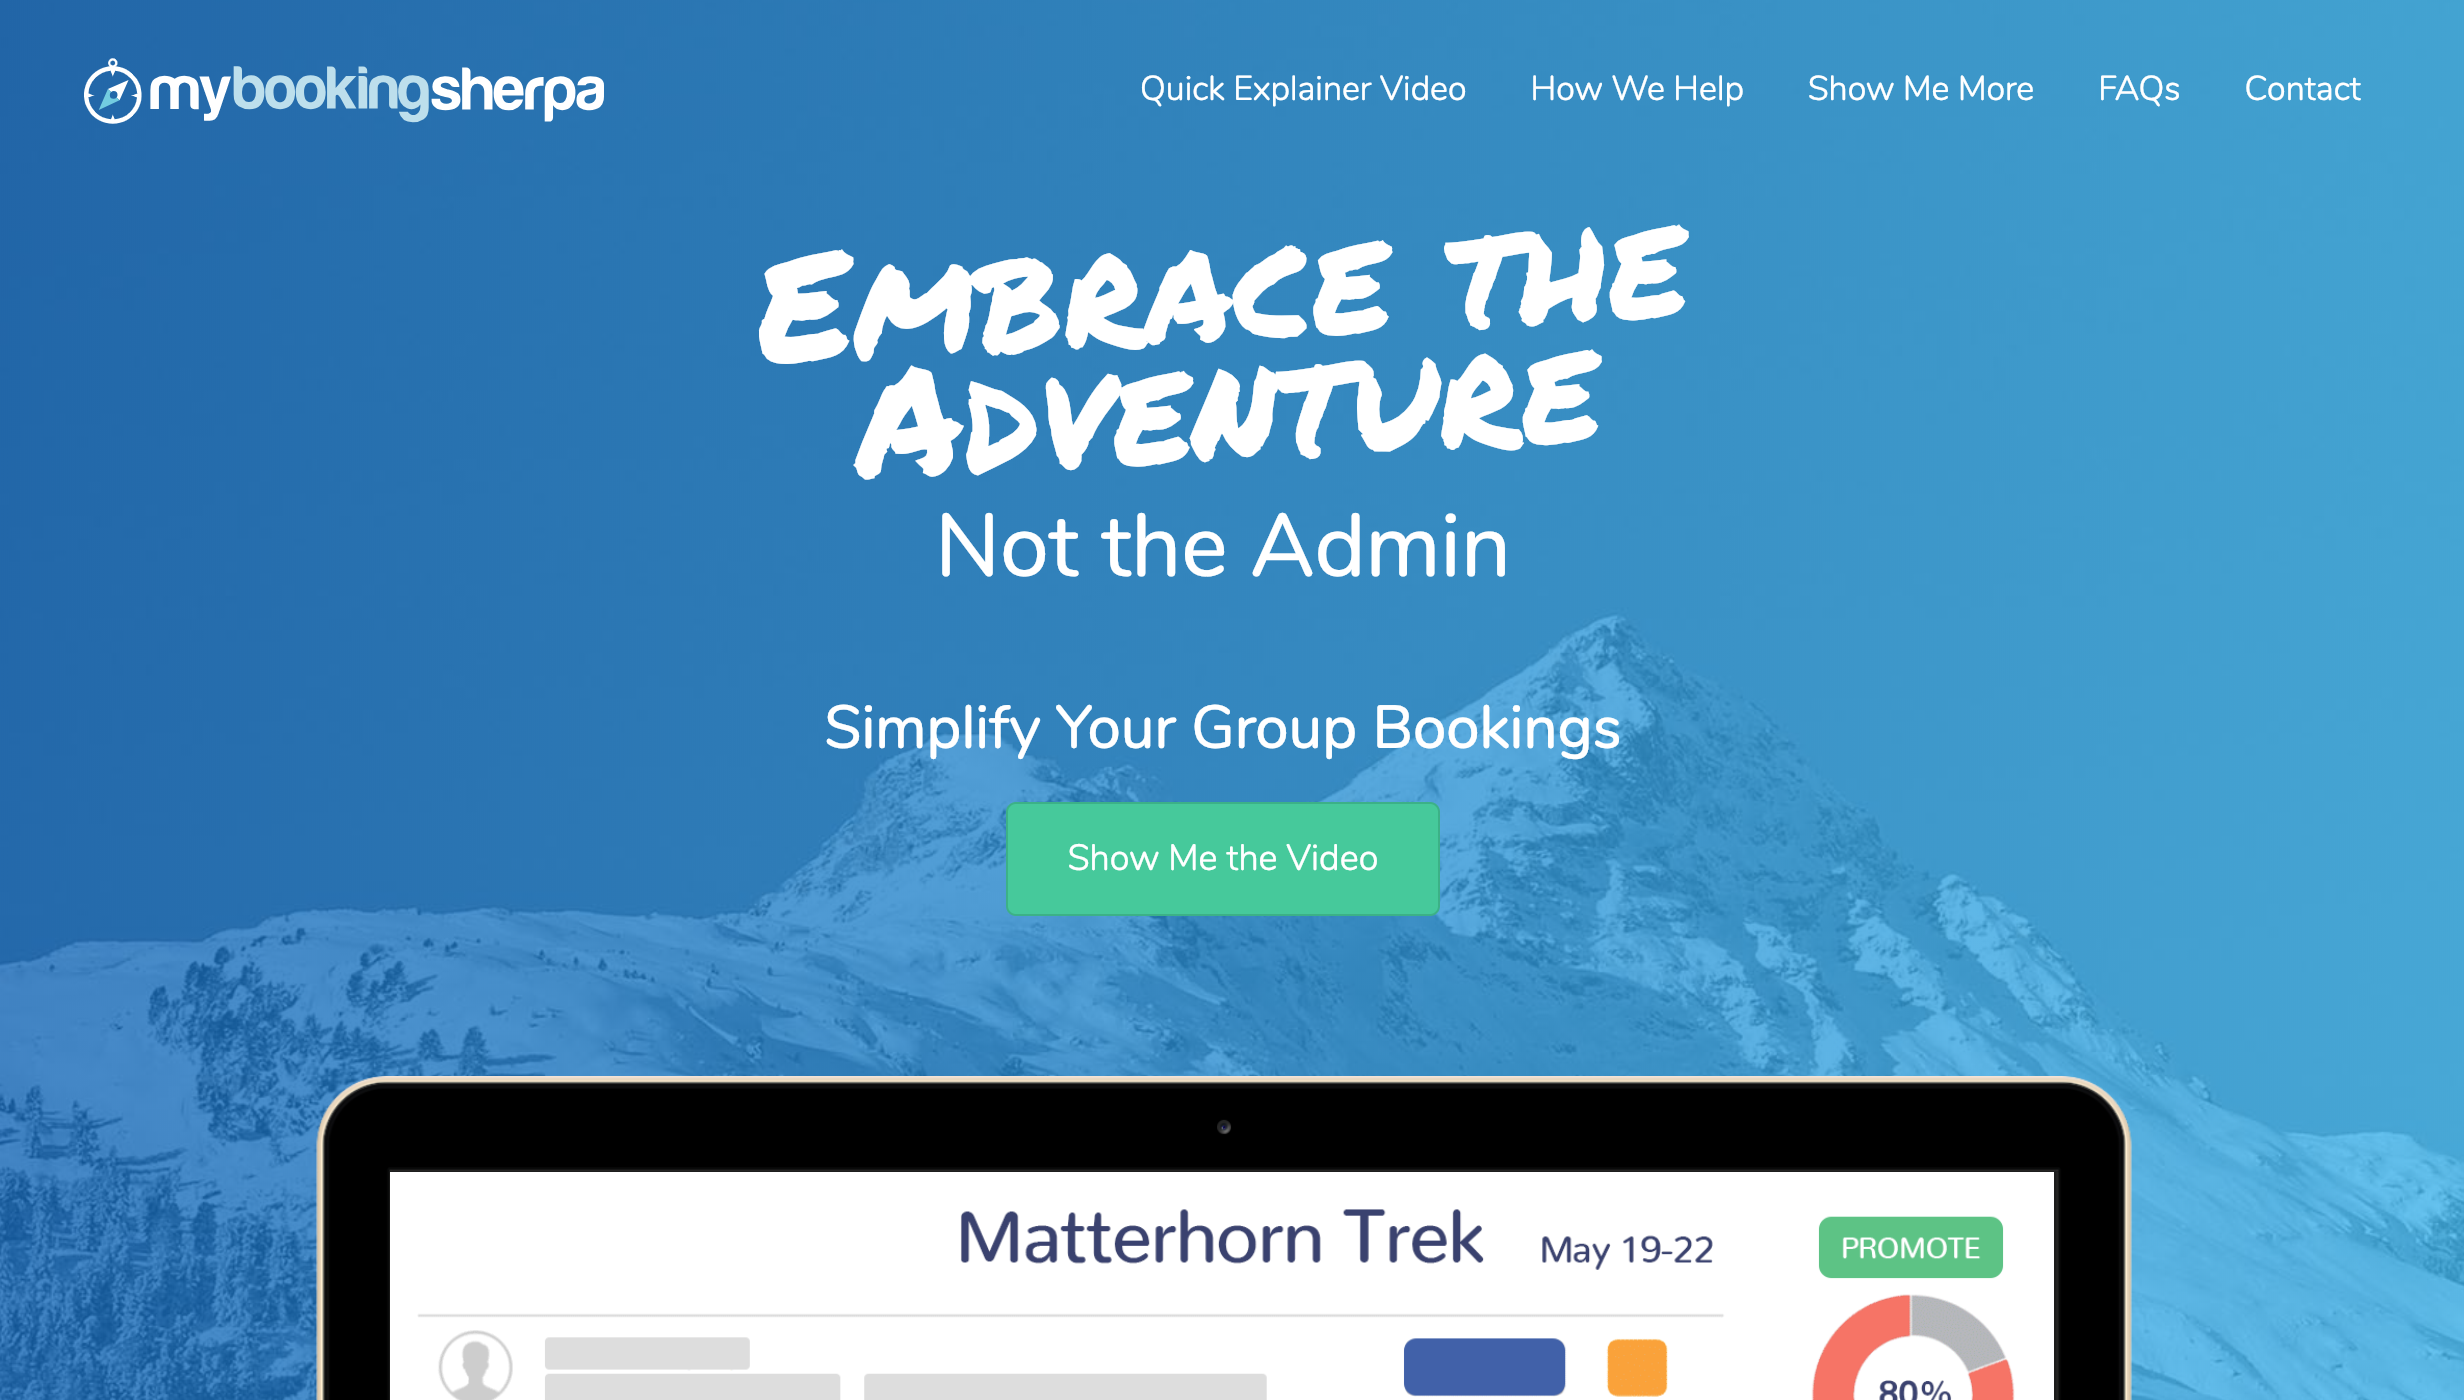 mybookingsherpa
Quick Explainer Video
How We Help
Show Me More
FAQs
Contact
EMBRACE THE
ADVENTURE
Not the Admin
Simplify Your Group Bookings
Show Me the Video
Matterhorn Trek
May 19-22
PROMOTE
80%